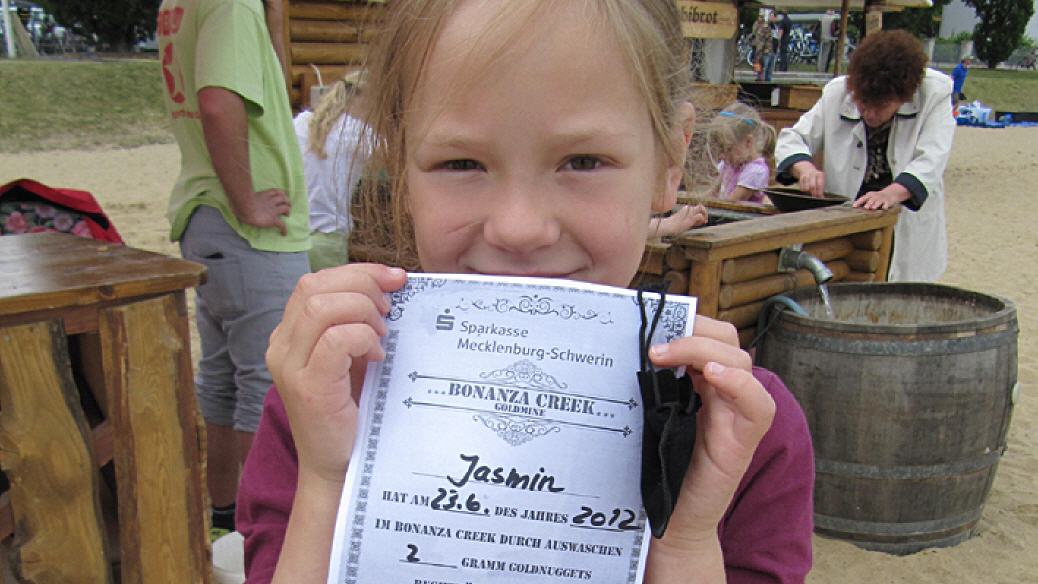 Sparkasse
Mecklenburg-Schwerin
...BONANZA CREEK...
GOLDMINE
Jasmin
HAT AM 23.6. DES JAHRES 2012
IM BONANZA CREEK DURCH AUSWASCHEN
2 GRAMM GOLDNUGGETS